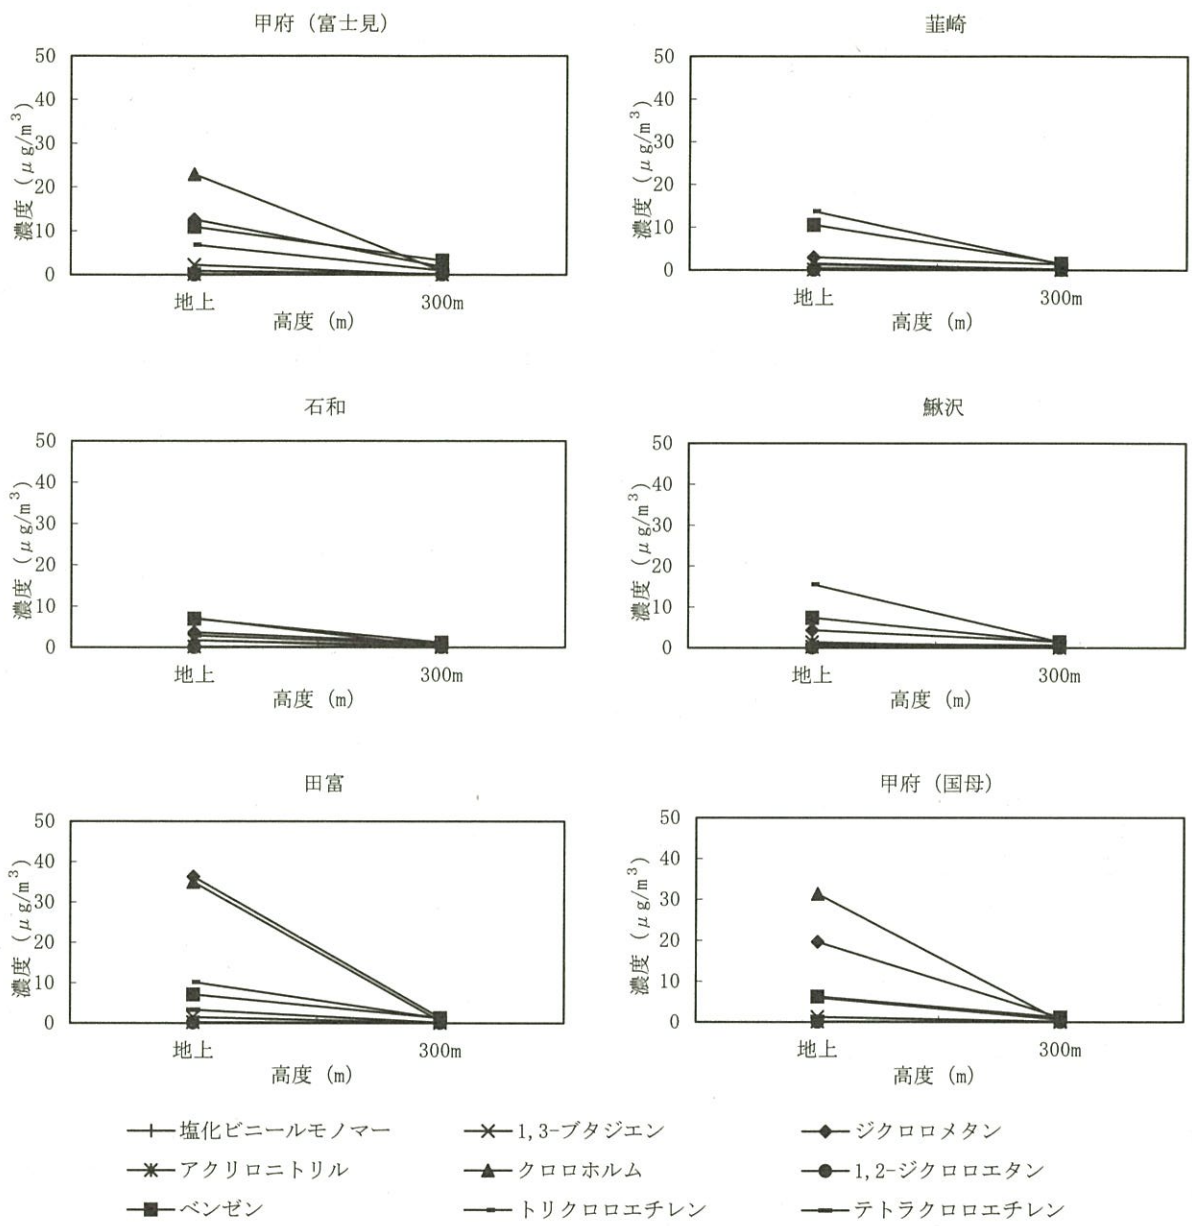 甲府（富士見）
50
40
30
20
10
0
濃度（μg/m³）
地上
300m
高度 (m)
韮崎
50
40
30
20
10
0
濃度（μg/m³）
地上
300m
高度 (m)
石和
50
40
30
20
10
0
濃度（μg/m³）
地上
300m
高度 (m)
鰍沢
50
40
30
20
10
0
濃度（μg/m³）
地上
300m
高度 (m)
田富
50
40
30
20
10
0
濃度（μg/m³）
地上
300m
高度 (m)
甲府（国母）
50
40
30
20
10
0
濃度（μg/m³）
地上
300m
高度 (m)
塩化ビニールモノマー 1,3-ブタジエン ジクロロメタン
アクリロニトリル クロロホルム 1,2-ジクロロエタン
ベンゼン トリクロロエチレン テトラクロロエチレン